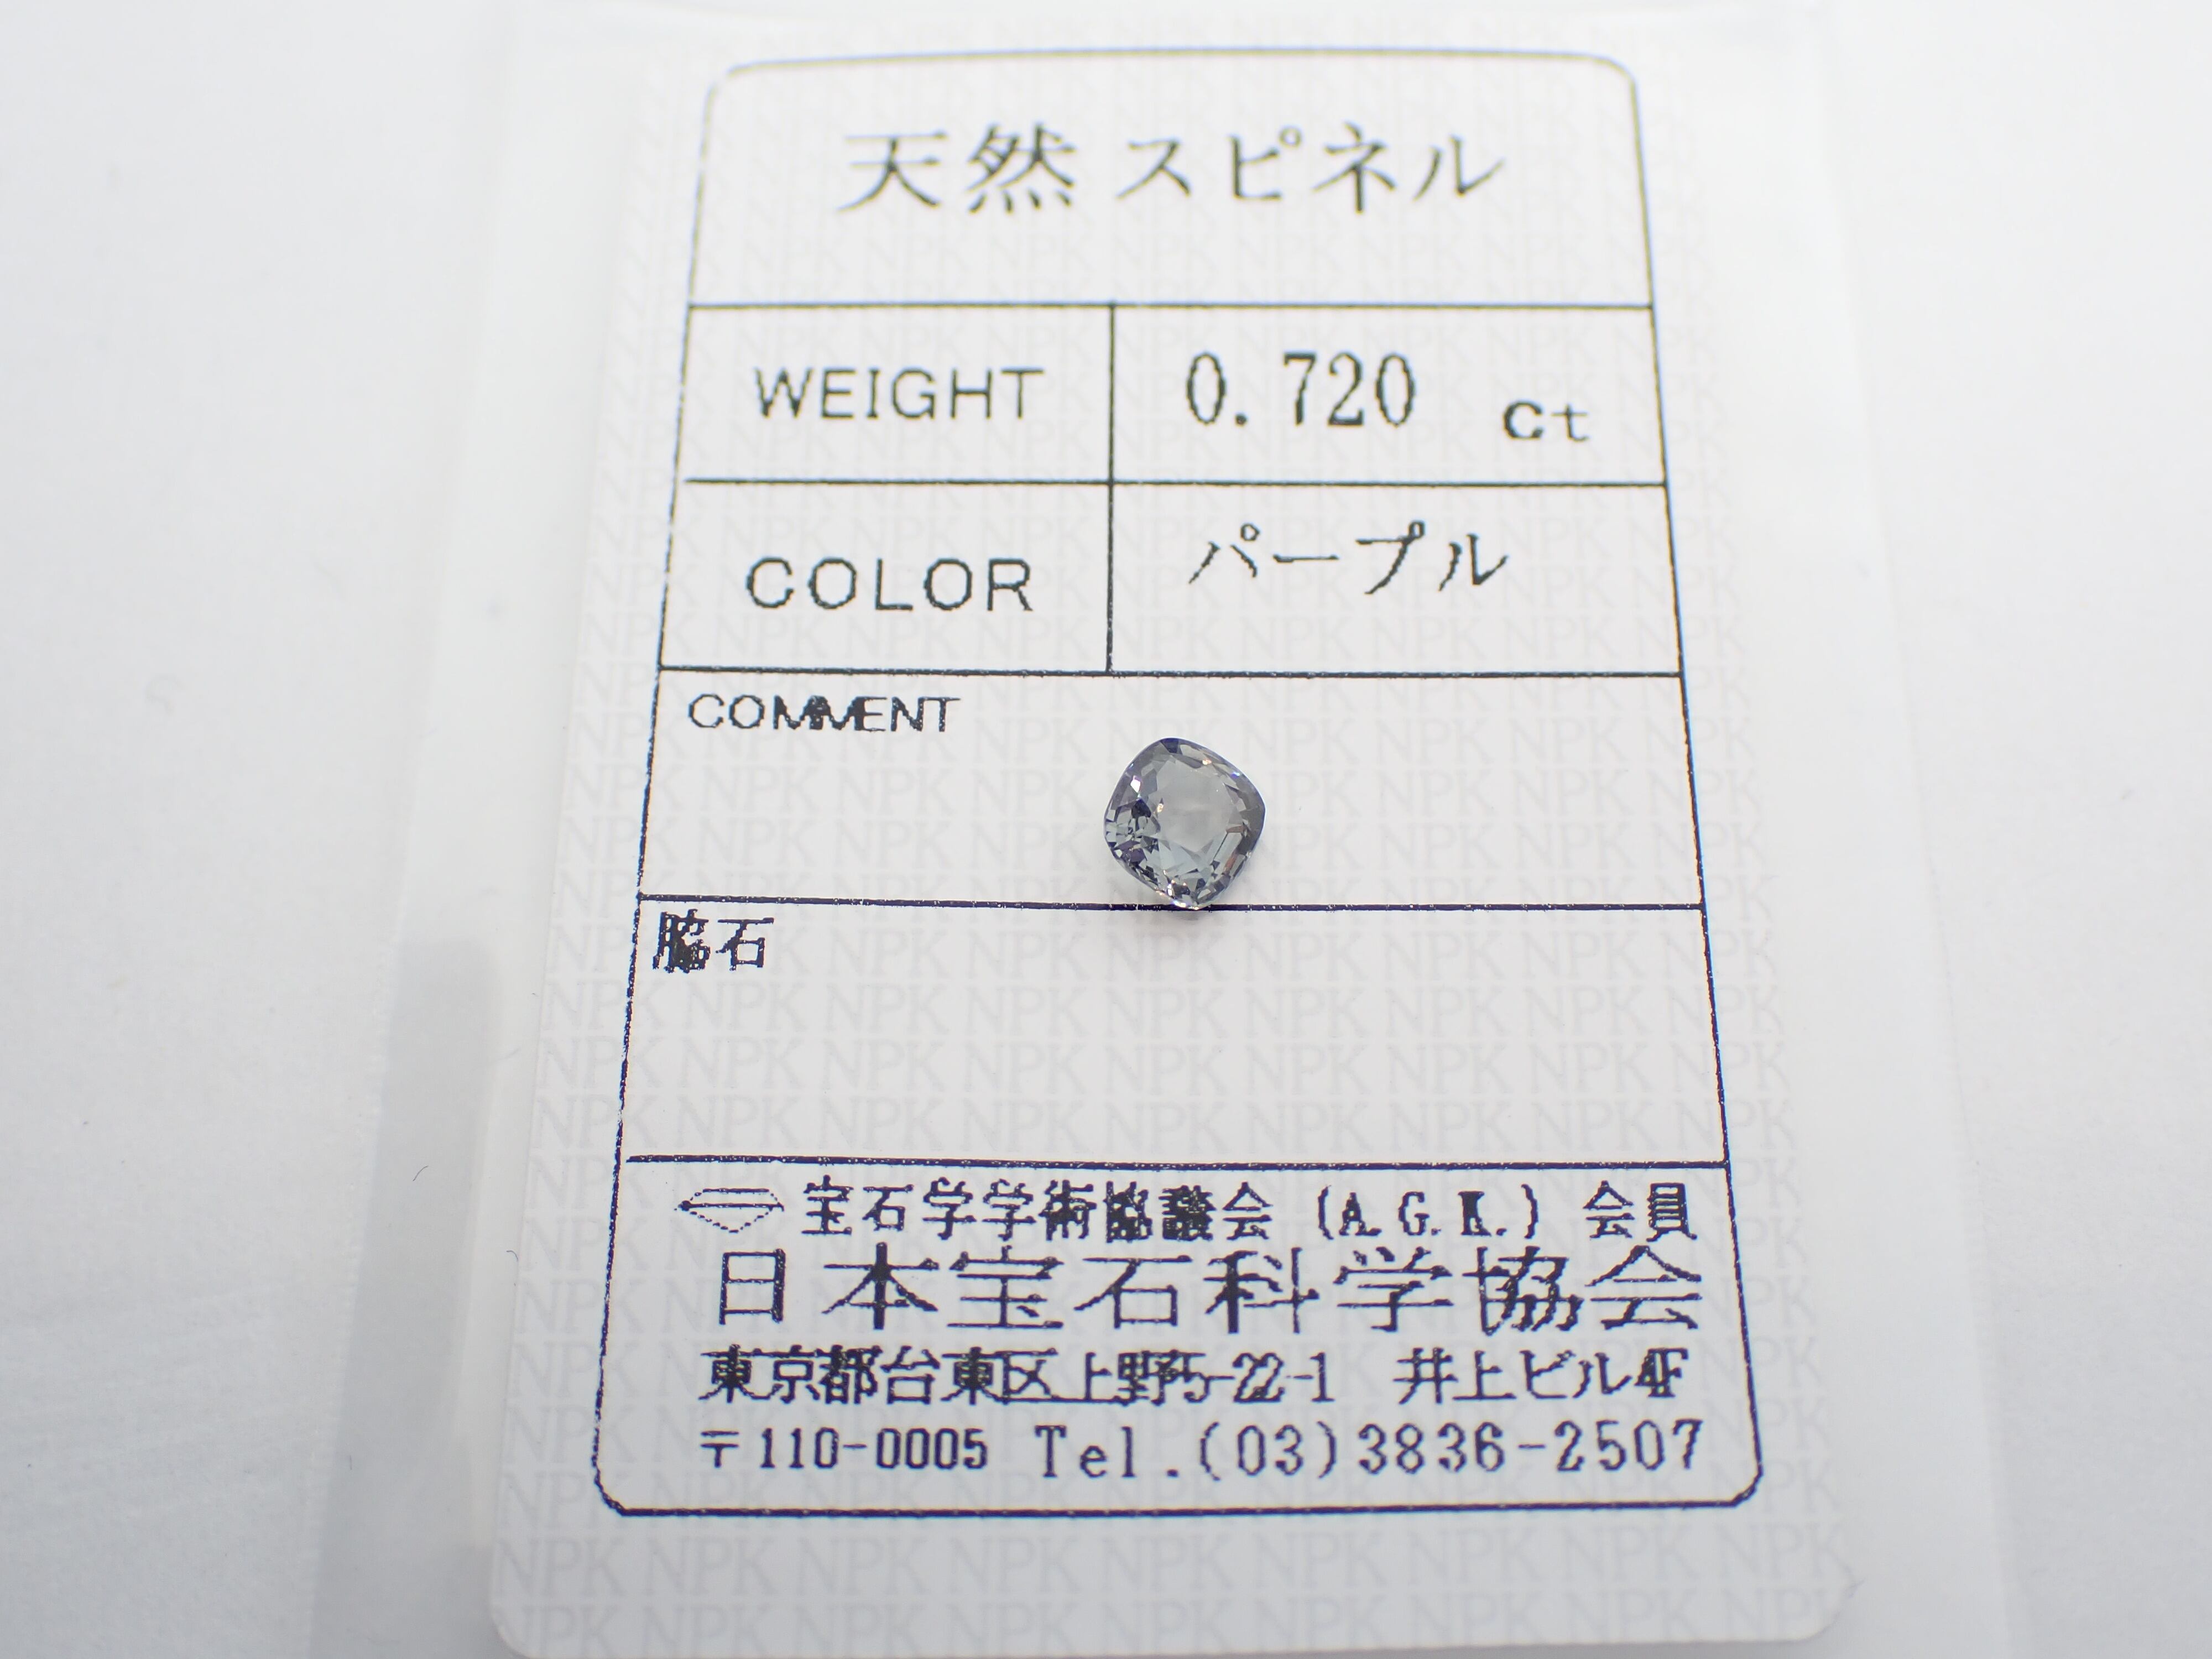 天然 スピネル
WEIGHT 0.720 ct
COLOR パープル
COMMENT
脇石
宝石学学術協議会 (A.G.K.) 会員
日本宝石科学協会
東京都台東区上野5-22-1 井上ビル4F
〒110-0005 Tel.(03)3836-2507